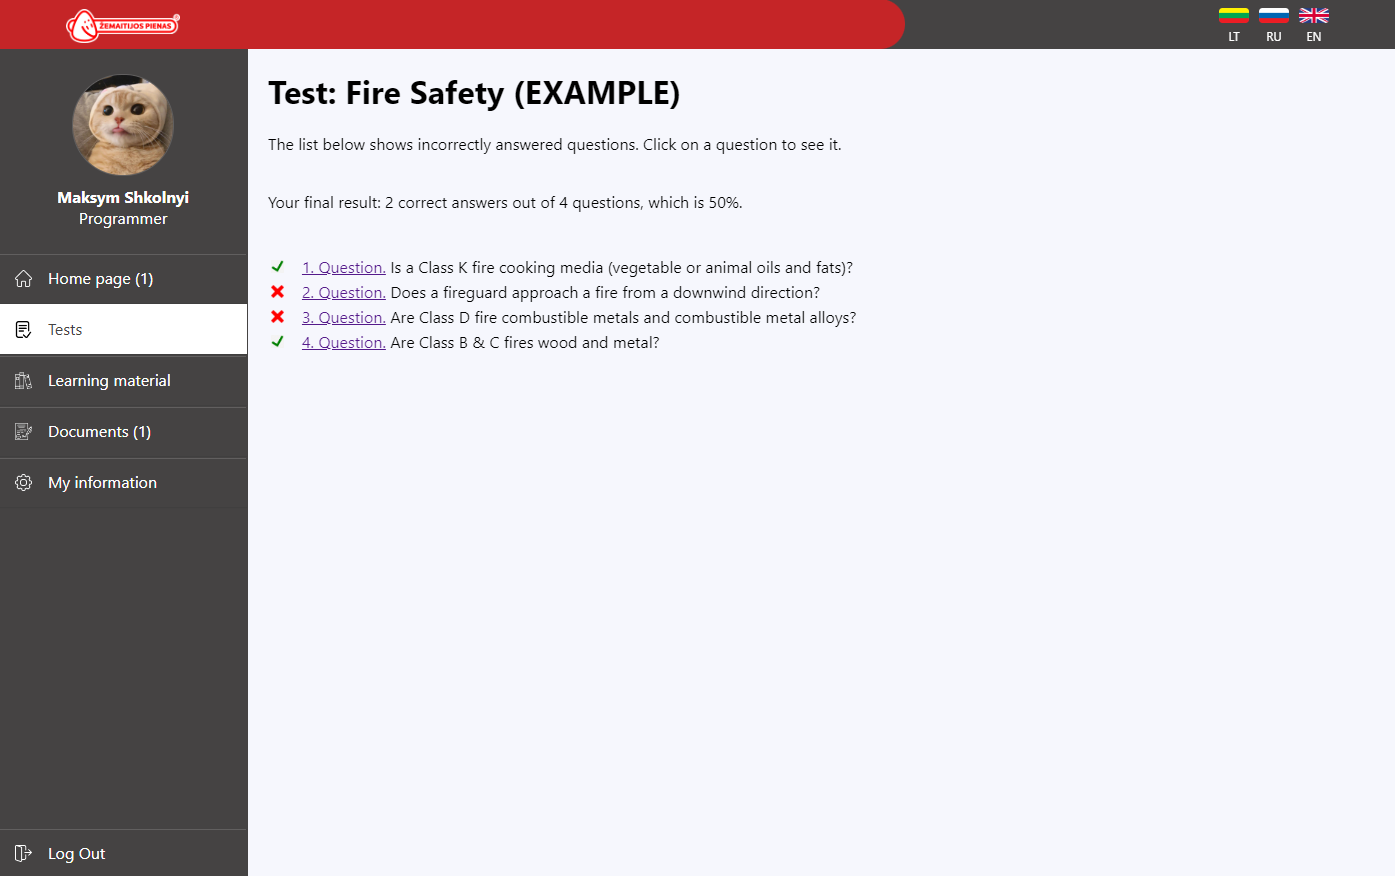 ŽEMAITIJOS PIENAS®
LT RU EN
Maksym Shkolnyi
Programmer
Home page (1)
Tests
Learning material
Documents (1)
My information
Log Out
Test: Fire Safety (EXAMPLE)
The list below shows incorrectly answered questions. Click on a question to see it.
Your final result: 2 correct answers out of 4 questions, which is 50%.
1. Question. Is a Class K fire cooking media (vegetable or animal oils and fats)?
2. Question. Does a fireguard approach a fire from a downwind direction?
3. Question. Are Class D fire combustible metals and combustible metal alloys?
4. Question. Are Class B & C fires wood and metal?